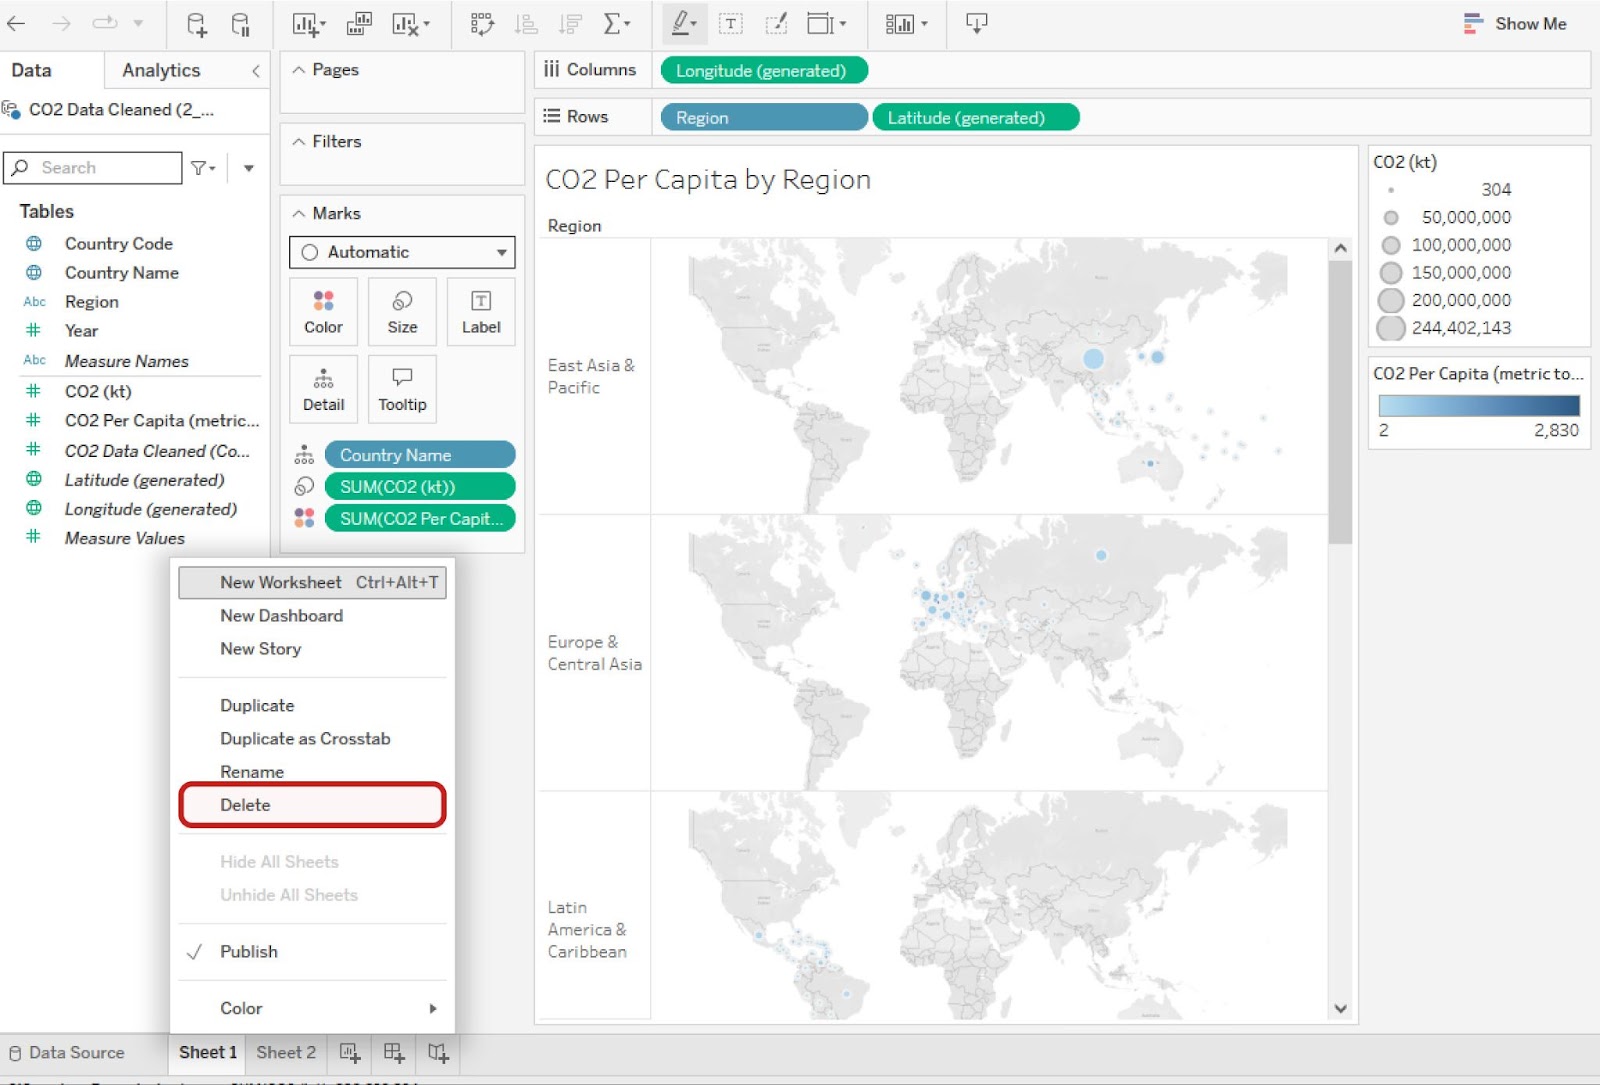 Show Me
Data
Analytics
CO2 Data Cleaned (2_...
Search
Tables
Country Code
Country Name
Abc Region
Year
Abc Measure Names
CO2 (kt)
CO2 Per Capita (metric...
CO2 Data Cleaned (Co...
Latitude (generated)
Longitude (generated)
Measure Values
Pages
Filters
Marks
Automatic
Color
Size
Label
Detail
Tooltip
Country Name
SUM(CO2 (kt))
SUM(CO2 Per Capit...
Columns
Longitude (generated)
Rows
Region
Latitude (generated)
CO2 Per Capita by Region
Region
East Asia &
Pacific
Europe &
Central Asia
Latin
America &
Caribbean
CO2 (kt)
304
50,000,000
100,000,000
150,000,000
200,000,000
244,402,143
CO2 Per Capita (metric to...
2
2,830
New Worksheet Ctrl+Alt+T
New Dashboard
New Story
Duplicate
Duplicate as Crosstab
Rename
Delete
Hide All Sheets
Unhide All Sheets
Publish
Color
Data Source
Sheet 1
Sheet 2